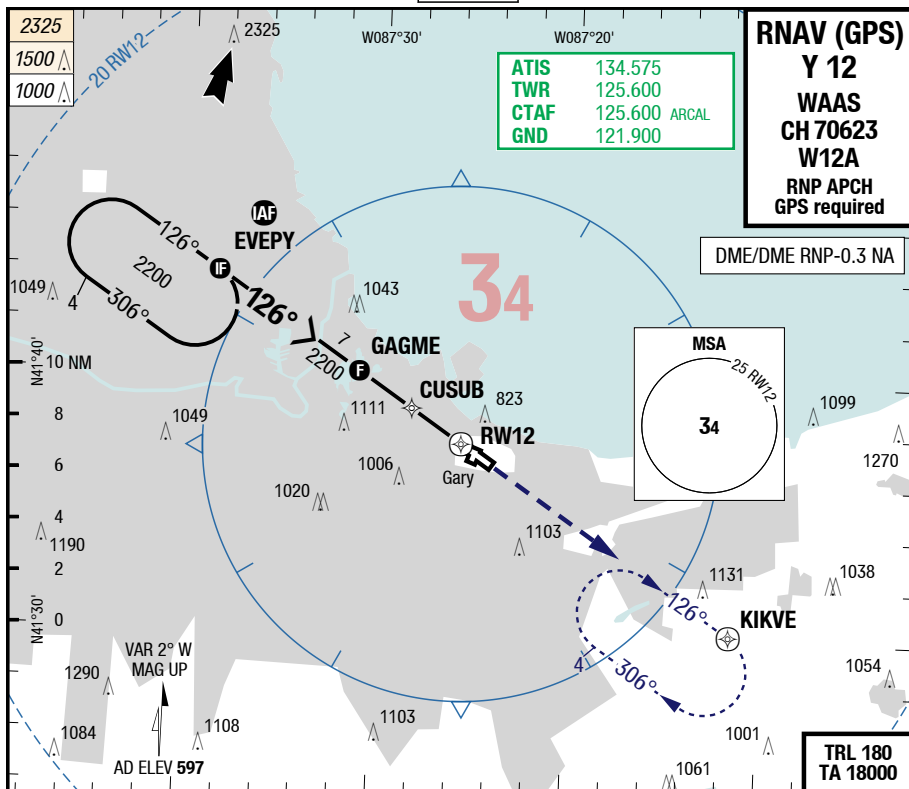 2325
1500
1000
20 RW12
2325
W087°30'
W087°20'
ATIS 134.575
TWR 125.600
CTAF 125.600 ARCAL
GND 121.900
RNAV (GPS)
Y 12
WAAS
CH 70623
W12A
RNP APCH
GPS required
DME/DME RNP-0.3 NA
IAF
EVEPY
IF
126°
2200
306°
4
126°
7
2200
1049
1043
34
GAGME
F
CUSUB
N41°40'
10 NM
8
6
4
2
0
N41°30'
1049
1111
823
RW12
Gary
1006
1020
1190
1103
MSA
25 RW12
34
1099
1270
1131
1038
126°
KIKVE
4
306°
1054
VAR 2° W
MAG UP
1290
1084
1108
1103
1001
1061
AD ELEV 597
TRL 180
TA 18000